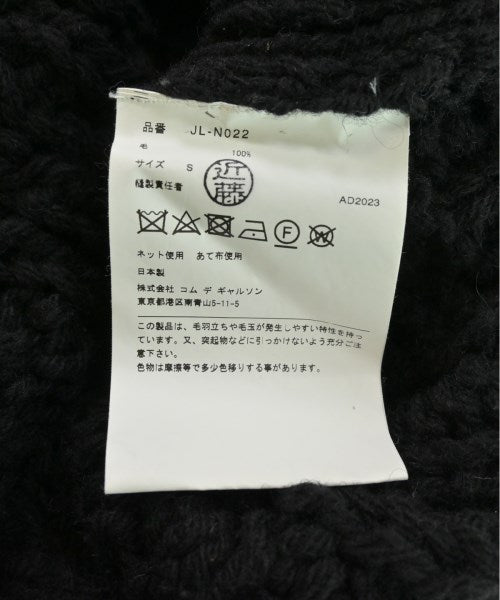 品番 JL-N022
毛 100%
サイズ S
縫製責任者 近藤
AD2023
ネット使用 あて布使用
日本製
株式会社 コム デ ギャルソン
東京都港区南青山5-11-5
この製品は、毛羽立ちや毛玉が発生しやすい特性を持っ
ています。又、突起物などに引っかけないよう充分ご注
意下さい。
色物は摩擦等で多少色移りする事があります。